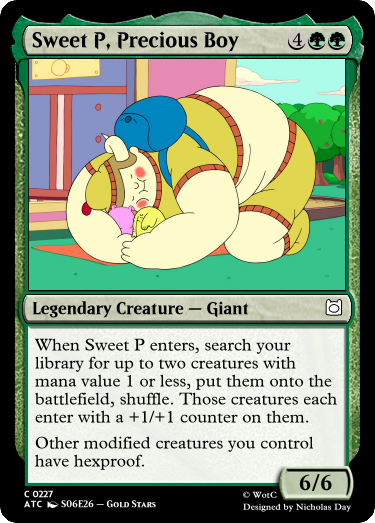 Sweet P, Precious Boy 4
Legendary Creature — Giant
When Sweet P enters, search your
library for up to two creatures with
mana value 1 or less, put them onto the
battlefield, shuffle. Those creatures each
enter with a +1/+1 counter on them.
Other modified creatures you control
have hexproof.
6/6
C 0227
ATC S06E26 – Gold Stars
© WotC
Designed by Nicholas Day